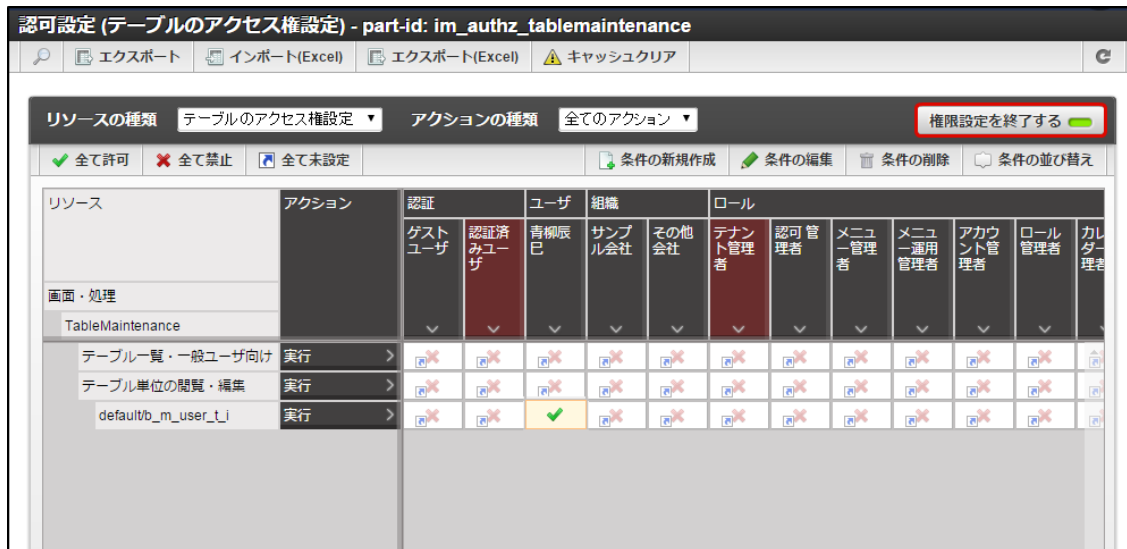 認可設定 (テーブルのアクセス権設定) - part-id: im_authz_tablemaintenance
エクスポート インポート(Excel) エクスポート(Excel) キャッシュクリア
リソースの種類 テーブルのアクセス権設定 アクションの種類 全てのアクション 権限設定を終了する
全て許可 全て禁止 全て未設定 条件の新規作成 条件の編集 条件の削除 条件の並び替え
リソース アクション 認証 ユーザ 組織 ロール
ゲスト
ユーザ
認証済
みユー
ザ
青柳辰
巳
サンプ
ル会社
その他
会社
テナン
ト管理
者
認可管
理者
メニュ
ー管理
者
メニュ
ー運用
管理者
アカウ
ント管
理者
ロール
管理者
カレ
ダー
理者
画面・処理
TableMaintenance
テーブル一覧・一般ユーザ向け 実行
テーブル単位の閲覧・編集 実行
default/b_m_user_t_i 実行